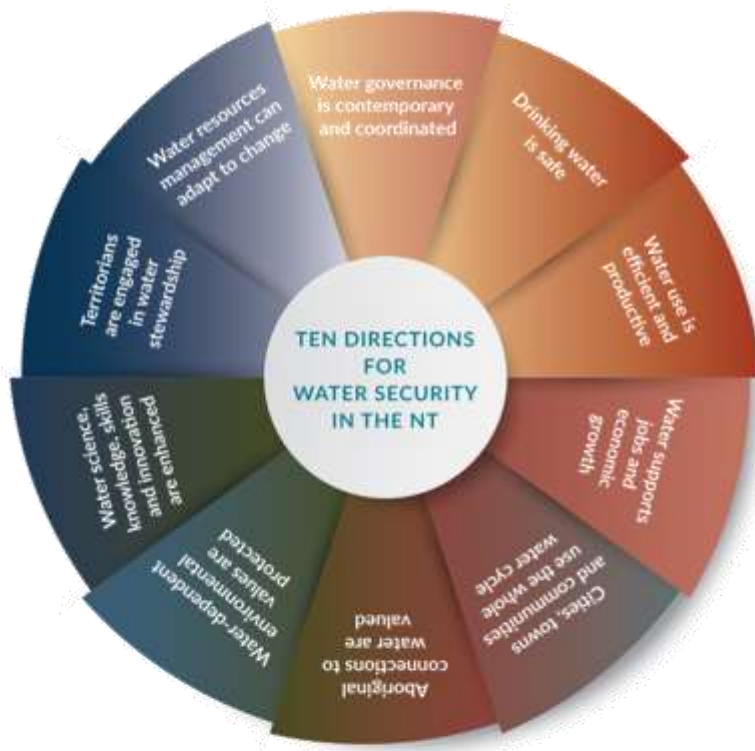 TEN DIRECTIONS
FOR
WATER SECURITY
IN THE NT
Water governance
is contemporary
and coordinated
Drinking water
is safe
Water use is
efficient and
productive
Water supports
jobs and
economic
growth
Cities, towns
and communities
use the whole
water cycle
Aboriginal
connections to
water are
valued
Water-dependent
environmental
values are
protected
Water science,
knowledge, skills
and innovation
are enhanced
Territorians
are engaged
in water
stewardship
Water resources
management can
adapt to change